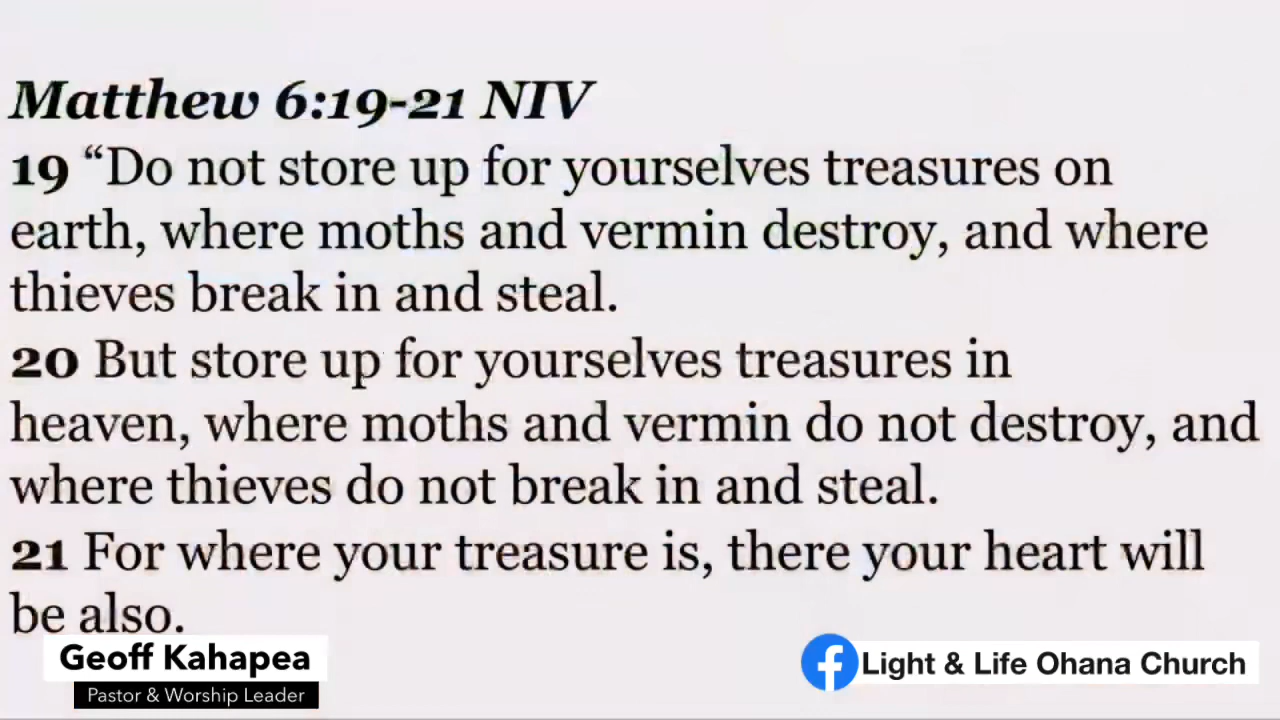 Matthew 6:19-21 NIV
19 “Do not store up for yourselves treasures on
earth, where moths and vermin destroy, and where
thieves break in and steal.
20 But store up for yourselves treasures in
heaven, where moths and vermin do not destroy, and
where thieves do not break in and steal.
21 For where your treasure is, there your heart will
be also.
Geoff Kahapea
Pastor & Worship Leader
Light & Life Ohana Church